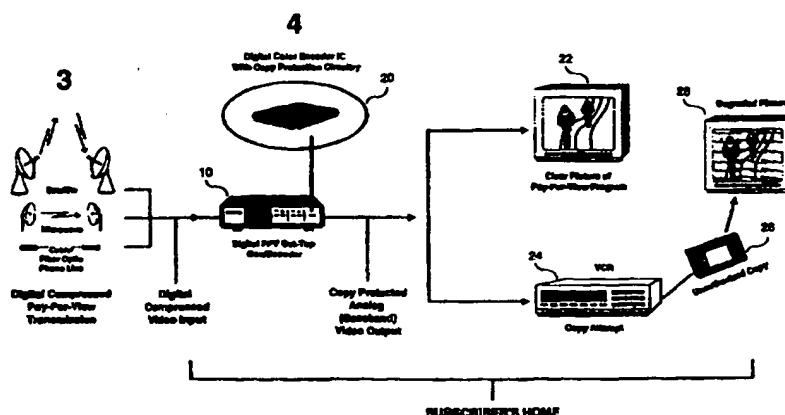 4
Digital Color Encoder IC
With Copy Protection Circuitry
20
3
22
Degraded Picture
Satellite
10
Clear Picture of
Pay-Per-View Program
Microwave
Cable/
Fiber Optic
Phone Line
Digital PPV Set-Top
24
VCR
26
Unauthorized Copy
Digital Compressed
Pay-Per-View
Transmission
Digital
Compressed
Video Input
Copy Protected
Analog
(Baseband)
Video Output
Copy Attempt
SUBSCRIBER'S HOME